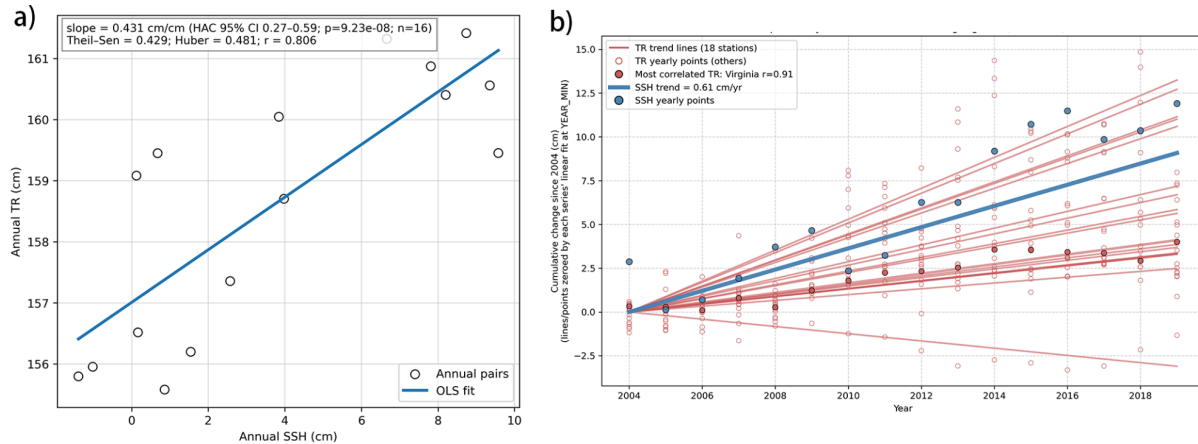 a)
slope = 0.431 cm/cm (HAC 95% CI 0.27–0.59; p=9.23e-08; n=16)
Theil–Sen = 0.429; Huber = 0.481; r = 0.806
161
160
159
158
157
156
Annual TR (cm)
Annual pairs
OLS fit
0
2
4
6
8
10
Annual SSH (cm)
b)
TR trend lines (18 stations)
TR yearly points (others)
Most correlated TR: Virginia r=0.91
SSH trend = 0.61 cm/yr
SSH yearly points
15.0
12.5
10.0
7.5
5.0
2.5
0.0
−2.5
Cumulative change since 2004 (cm)
(lines/points zeroed by each series' linear fit at YEAR_MIN)
2004
2006
2008
2010
2012
2014
2016
2018
Year